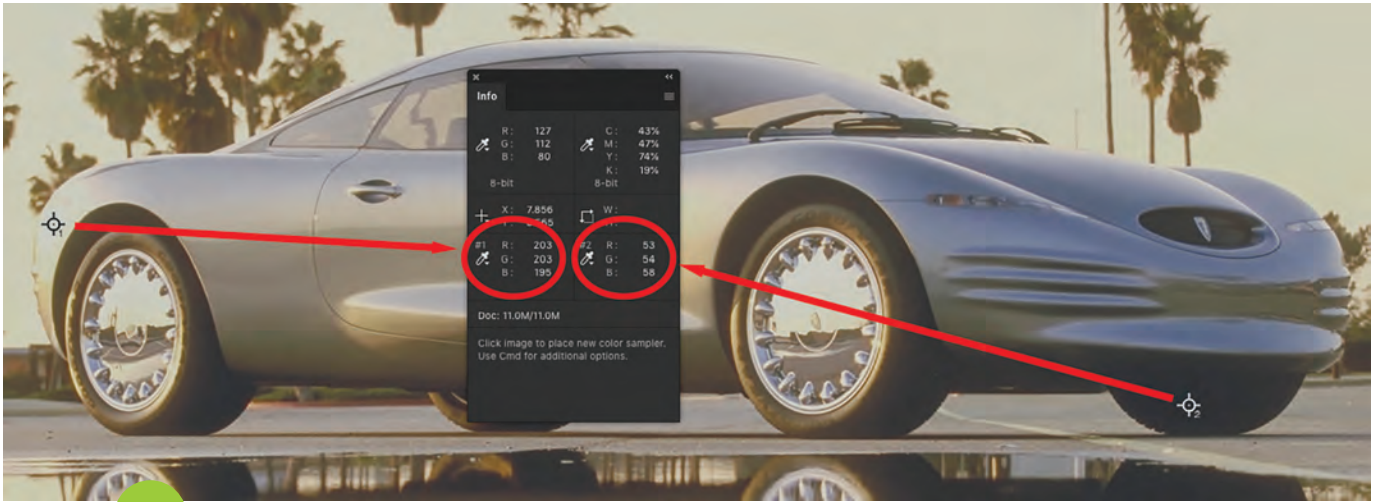 Info
R: 127 C: 43%
G: 112 M: 47%
B: 80 Y: 74%
K: 19%
8-bit 8-bit
X: 7.856 W:
#1 R: 203 #2 R: 53
G: 203 G: 54
B: 195 B: 58
Doc: 11.0M/11.0M
Click image to place new color sampler.
Use Cmd for additional options.
1
2